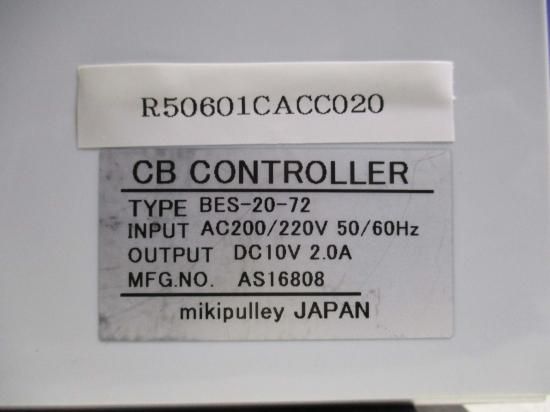 R50601CACC020
CB CONTROLLER
TYPE BES-20-72
INPUT AC200/220V 50/60Hz
OUTPUT DC10V 2.0A
MFG.NO. AS16808
mikipulley JAPAN